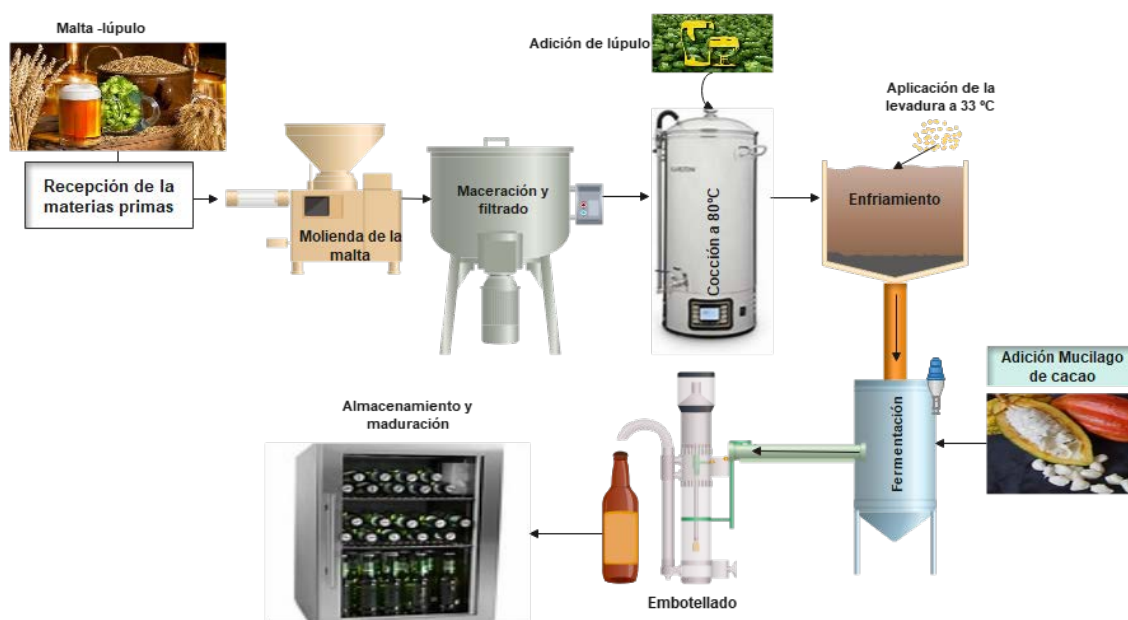 Malta -lúpulo
Recepción de la
materias primas
Molienda de la
malta
Maceración y
filtrado
Adición de lúpulo
Cocción a 80ºC
Aplicación de la
levadura a 33 ºC
Enfriamiento
Adición Mucilago
de cacao
Fermentación
Embotellado
Almacenamiento y
maduración